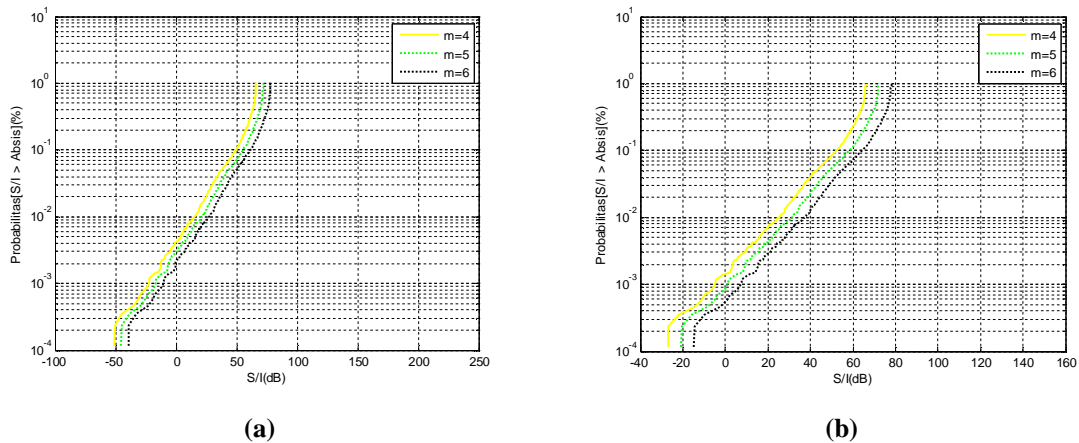 10^1
10^0
10^-1
10^-2
10^-3
10^-4
Probabilitas[S/I > Absis](%)
-100 -50 0 50 100 150 200 250
S/I(dB)
m=4
m=5
m=6
(a)
10^1
10^0
10^-1
10^-2
10^-3
10^-4
Probabilitas[S/I > Absis](%)
-40 -20 0 20 40 60 80 100 120 140 160
S/I(dB)
m=4
m=5
m=6
(b)